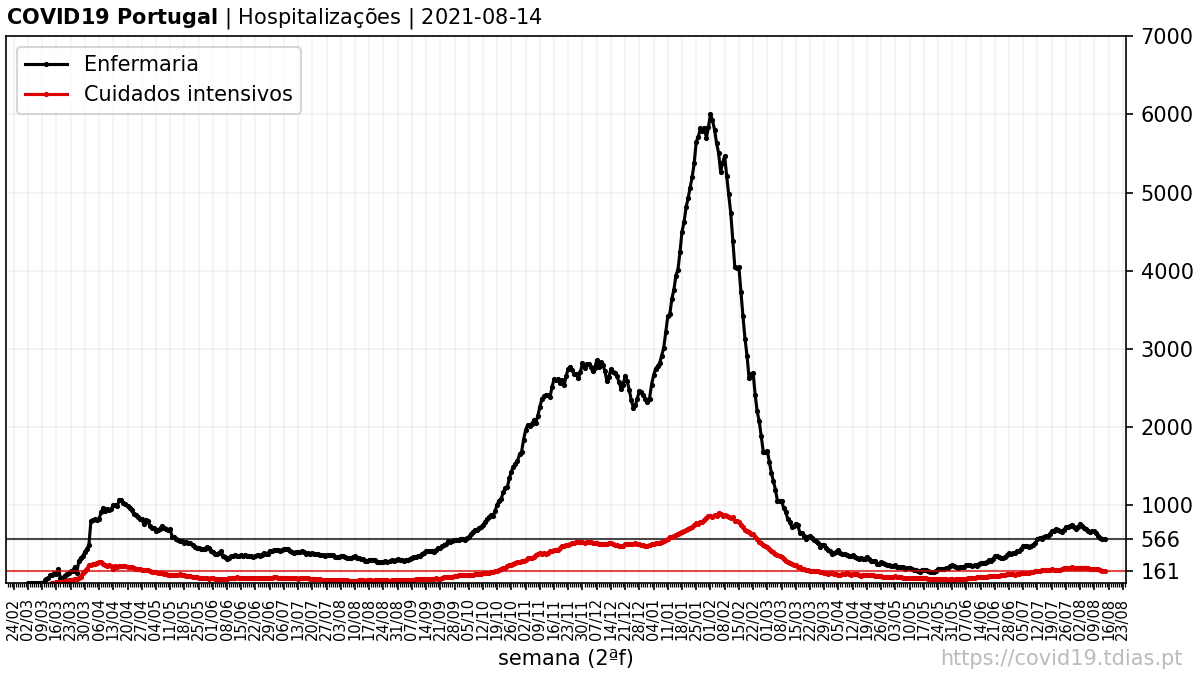 COVID19 Portugal | Hospitalizações | 2021-08-14
Enfermaria
Cuidados intensivos
7000
6000
5000
4000
3000
2000
1000
566
161
24/02 02/03 09/03 16/03 23/03 30/03 06/04 13/04 20/04 27/04 04/05 11/05 18/05 25/05 01/06 08/06 15/06 22/06 29/06 06/07 13/07 20/07 27/07 03/08 10/08 17/08 24/08 31/08 07/09 14/09 21/09 28/09 05/10 12/10 19/10 26/10 02/11 09/11 16/11 23/11 30/11 07/12 14/12 21/12 28/12 04/01 11/01 18/01 25/01 01/02 08/02 15/02 22/02 01/03 08/03 15/03 22/03 29/03 05/04 12/04 19/04 26/04 03/05 10/05 17/05 24/05 31/05 07/06 14/06 21/06 28/06 05/07 12/07 19/07 26/07 02/08 09/08 16/08 23/08
semana (2ªf)
https://covid19.tdias.pt